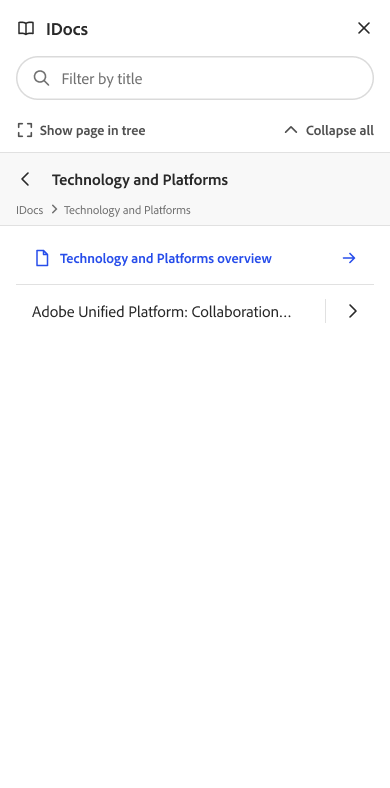 IDocs
Filter by title
Show page in tree
Collapse all
Technology and Platforms
IDocs
Technology and Platforms
Technology and Platforms overview
Adobe Unified Platform: Collaboration...